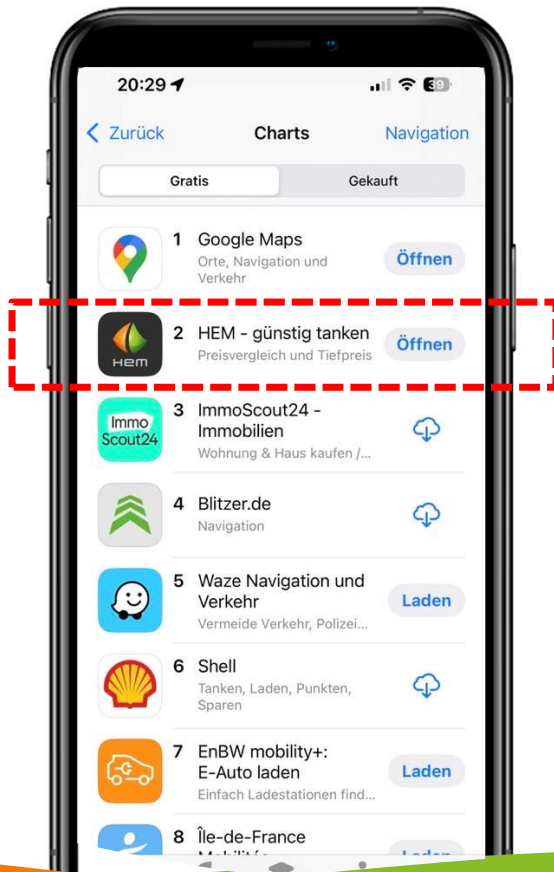 20:29
39
Zurück
Charts
Navigation
Gratis
Gekauft
1 Google Maps
Orte, Navigation und
Verkehr
Öffnen
HEM
2 HEM - günstig tanken
Preisvergleich und Tiefpreis
Öffnen
Immo
Scout24
3 ImmoScout24 -
Immobilien
Wohnung & Haus kaufen /...
4 Blitzer.de
Navigation
5 Waze Navigation und
Verkehr
Vermeide Verkehr, Polizei...
Laden
6 Shell
Tanken, Laden, Punkten,
Sparen
7 EnBW mobility+:
E-Auto laden
Einfach Ladestationen find...
Laden
8 Île-de-France